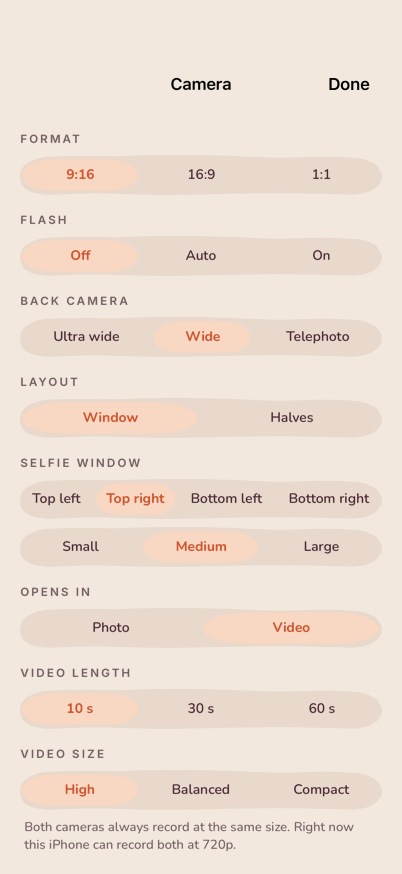 Camera
Done
FORMAT
9:16
16:9
1:1
FLASH
Off
Auto
On
BACK CAMERA
Ultra wide
Wide
Telephoto
LAYOUT
Window
Halves
SELFIE WINDOW
Top left
Top right
Bottom left
Bottom right
Small
Medium
Large
OPENS IN
Photo
Video
VIDEO LENGTH
10 s
30 s
60 s
VIDEO SIZE
High
Balanced
Compact
Both cameras always record at the same size. Right now
this iPhone can record both at 720p.